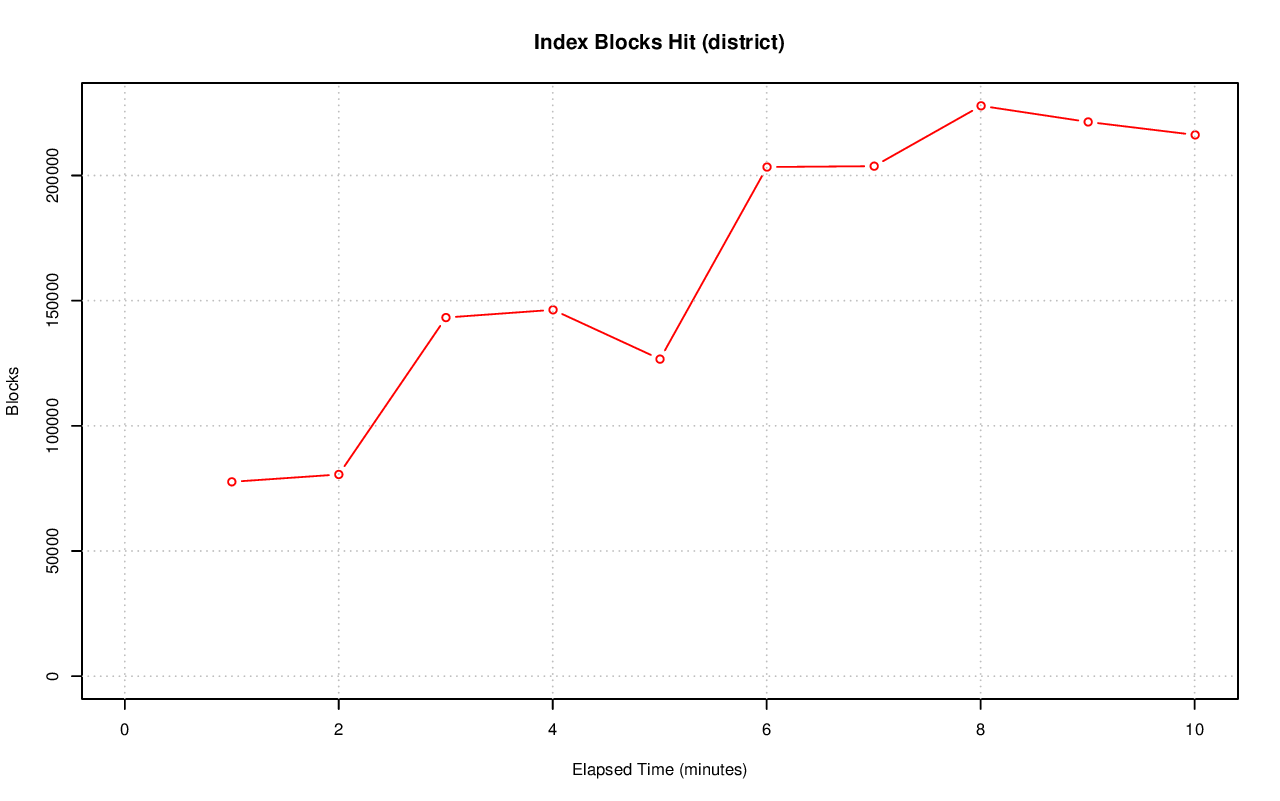 Index Blocks Hit (district)
200000
150000
100000
50000
0
Blocks
0 2 4 6 8 10
Elapsed Time (minutes)